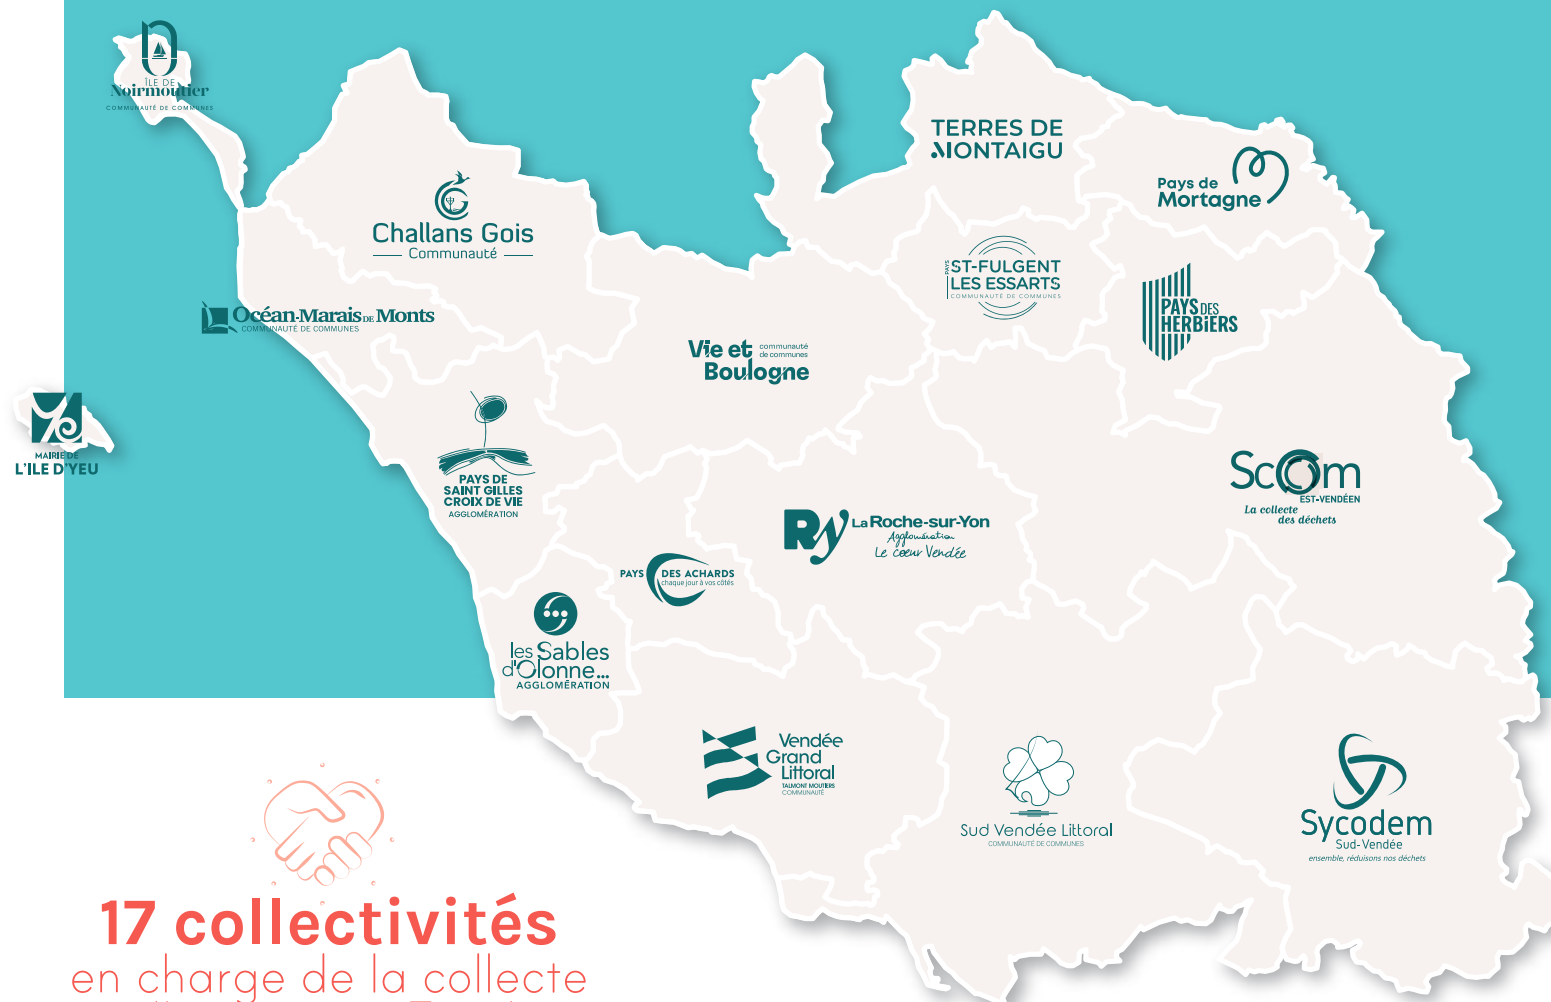 ÎLE DE
Noirmoutier
COMMUNAUTÉ DE COMMUNES
TERRES DE
MONTAIGU
Pays de
Mortagne
Challans Gois
Communauté
PAYS
ST-FULGENT
LES ESSARTS
COMMUNAUTÉ DE COMMUNES
PAYS DES
HERBIERS
Océan-Marais DE Monts
COMMUNAUTÉ DE COMMUNES
Vie et
Boulogne
communauté
de communes
MAIRIE DE
L'ILE D'YEU
PAYS DE
SAINT GILLES
CROIX DE VIE
AGGLOMÉRATION
Scom
EST-VENDÉEN
La collecte
des déchets
Ry
La Roche-sur-Yon
Agglomération
Le cœur Vendée
PAYS DES ACHARDS
chaque jour à vos côtés
les Sables
d'Olonne...
AGGLOMÉRATION
Vendée
Grand
Littoral
TALMONT MOUTIERS
COMMUNAUTÉ
Sud Vendée Littoral
COMMUNAUTÉ DE COMMUNES
Sycodem
Sud-Vendée
ensemble, réduisons nos déchets
17 collectivités
en charge de la collecte